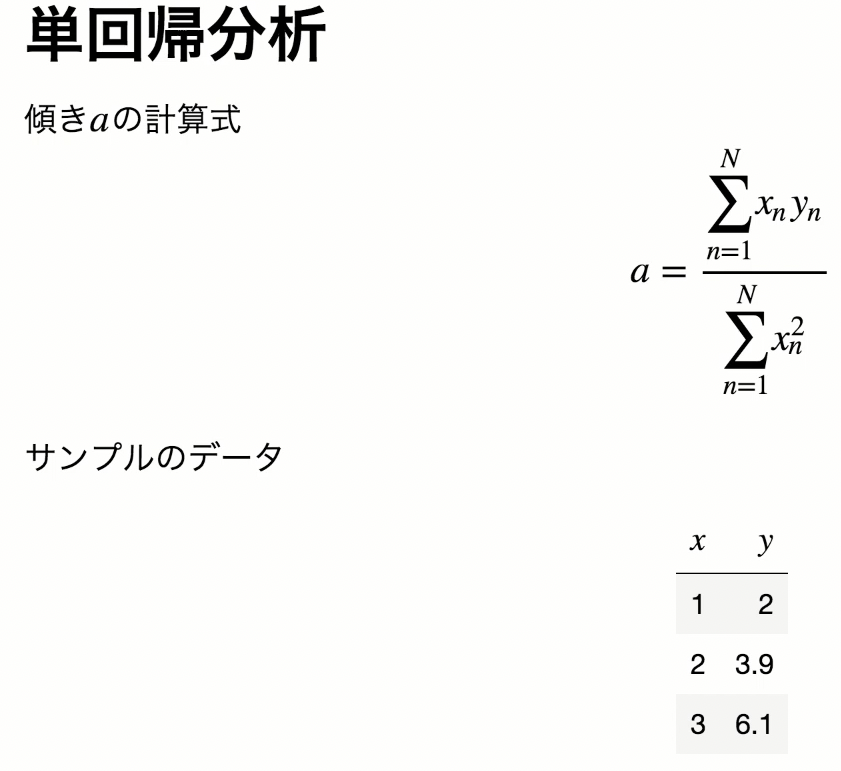 単回帰分析
傾きaの計算式
a = \frac{\sum_{n=1}^{N} x_n y_n}{\sum_{n=1}^{N} x_n^2}
サンプルのデータ
x y
1 2
2 3.9
3 6.1